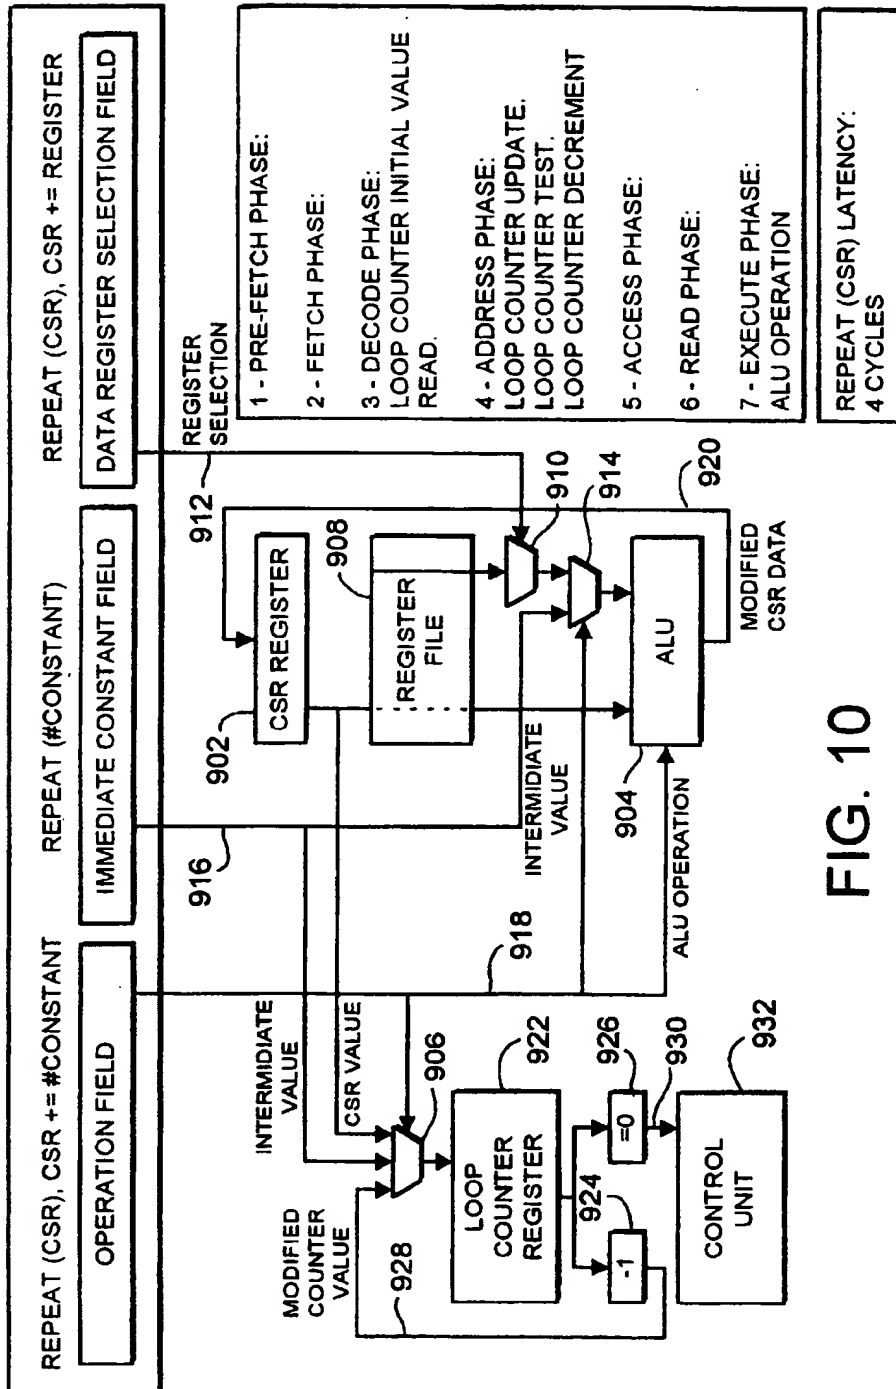 REPEAT (CSR), CSR += #CONSTANT
REPEAT (#CONSTANT)
REPEAT (CSR), CSR += REGISTER
OPERATION FIELD
IMMEDIATE CONSTANT FIELD
DATA REGISTER SELECTION FIELD
REGISTER
SELECTION
912
916
918
CSR REGISTER
902
908
REGISTER
FILE
910
914
INTERMIDIATE
VALUE
ALU
904
ALU OPERATION
MODIFIED
CSR DATA
920
INTERMIDIATE
VALUE
CSR VALUE
906
MODIFIED
COUNTER
VALUE
928
LOOP
COUNTER
REGISTER
922
924
-1
=0
926
930
CONTROL
UNIT
932
1 - PRE-FETCH PHASE:
2 - FETCH PHASE:
3 - DECODE PHASE:
LOOP COUNTER INITIAL VALUE
READ.
4 - ADDRESS PHASE:
LOOP COUNTER UPDATE.
LOOP COUNTER TEST.
LOOP COUNTER DECREMENT
5 - ACCESS PHASE:
6 - READ PHASE:
7 - EXECUTE PHASE:
ALU OPERATION
REPEAT (CSR) LATENCY:
4 CYCLES
FIG. 10